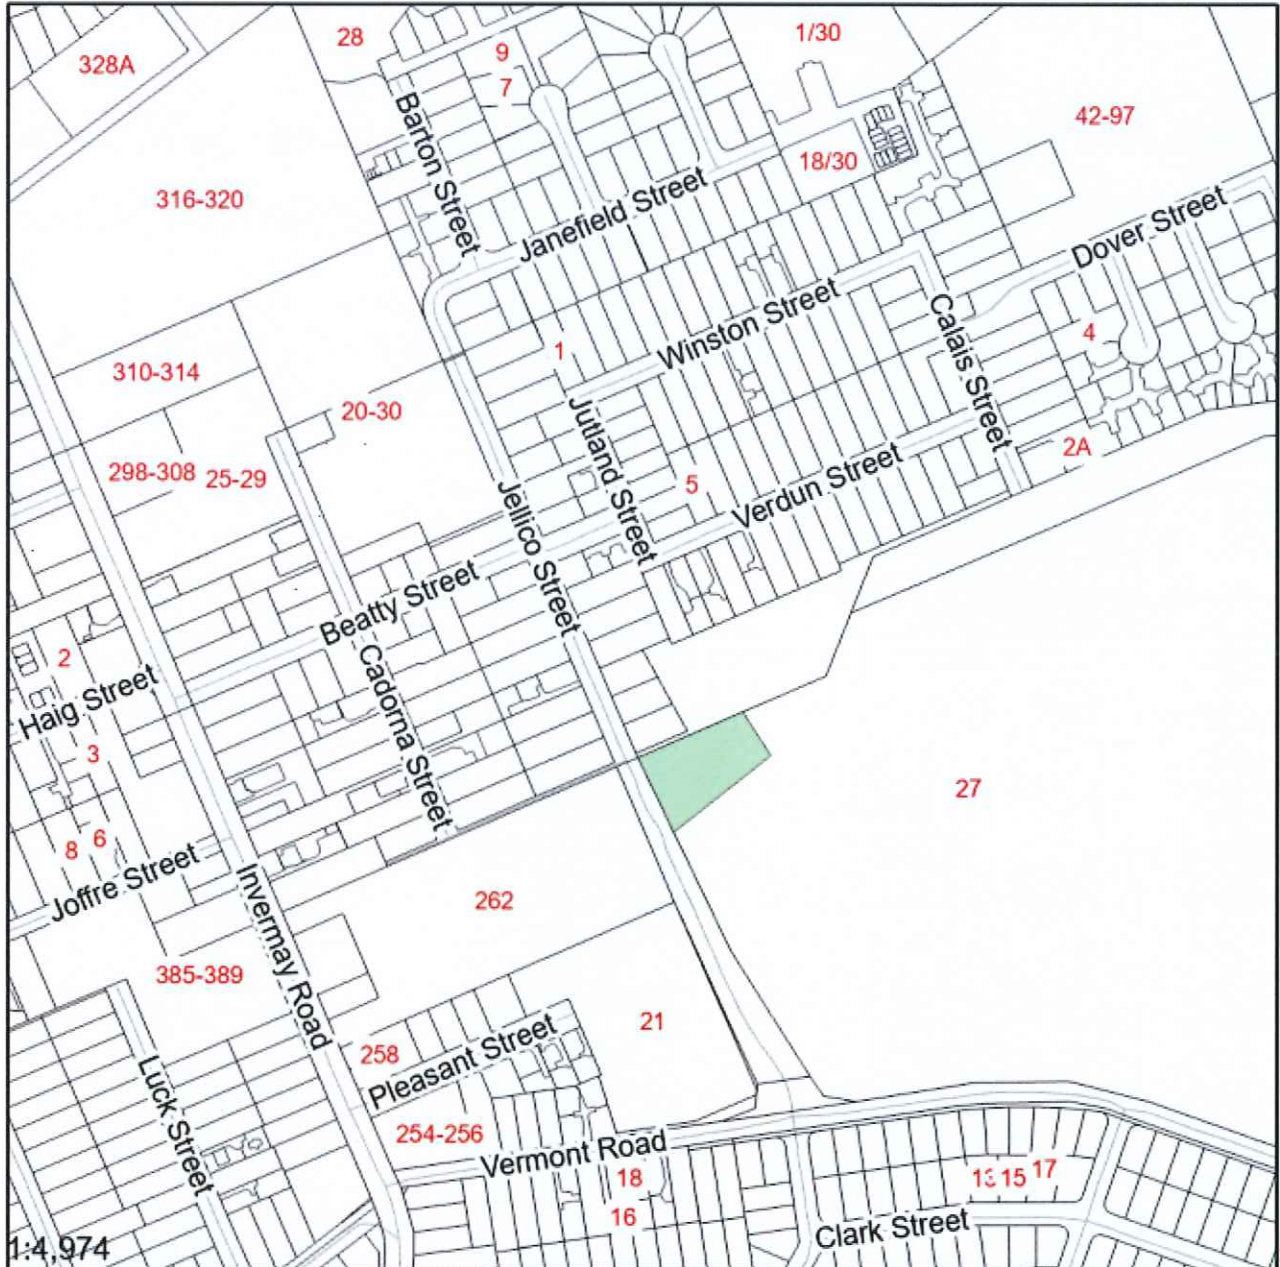 28
9
1/30
328A
7
42-97
Barton Street
18/30
316-320
Janefield Street
Dover Street
Winston Street
Calais Street
4
1
310-314
20-30
Jutland Street
2A
298-308
25-29
5
Verdun Street
Jellico Street
Beatty Street
2
Haig Street
Cadorna Street
3
27
8
6
Joffre Street
262
Invermay Road
385-389
21
258
Pleasant Street
Luck Street
254-256
Vermont Road
18
13
15
17
16
Clark Street
1:4,974